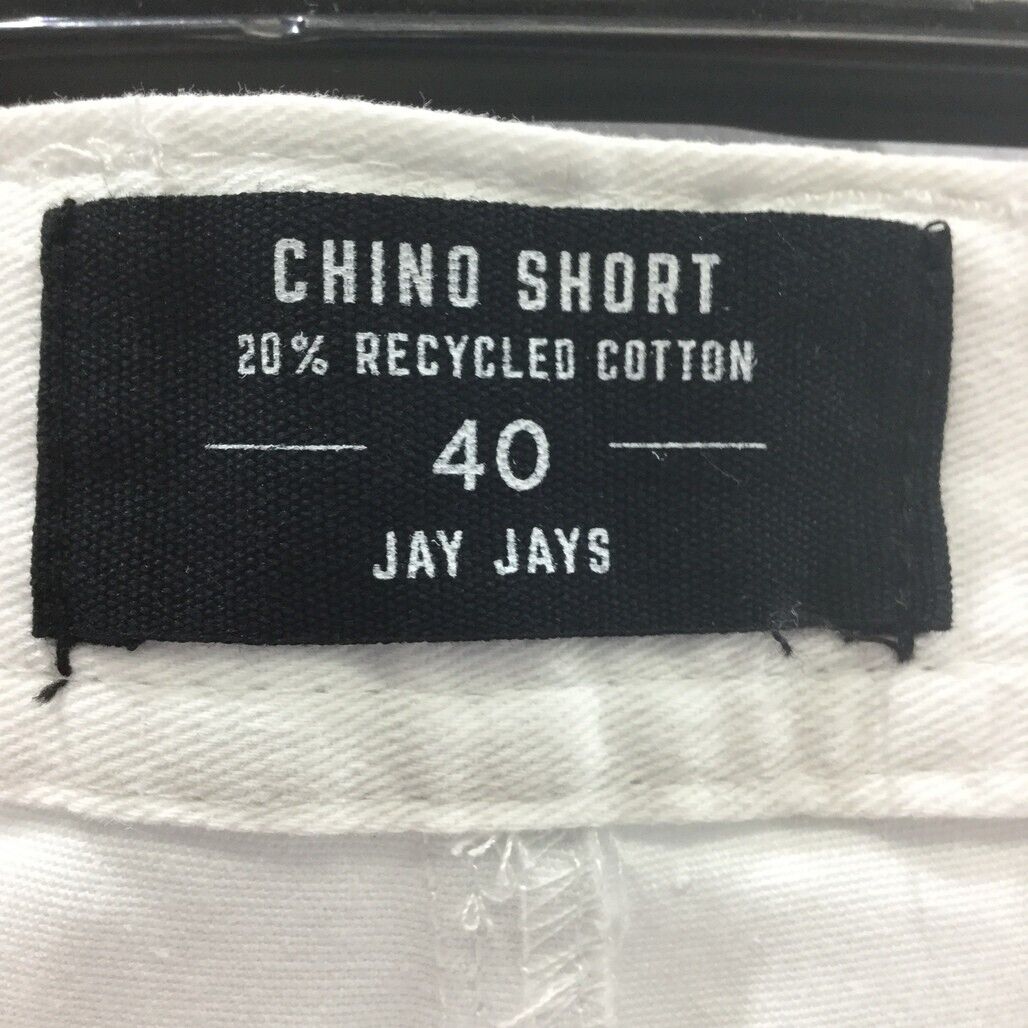 CHINO SHORT
20% RECYCLED COTTON
40
JAY JAYS